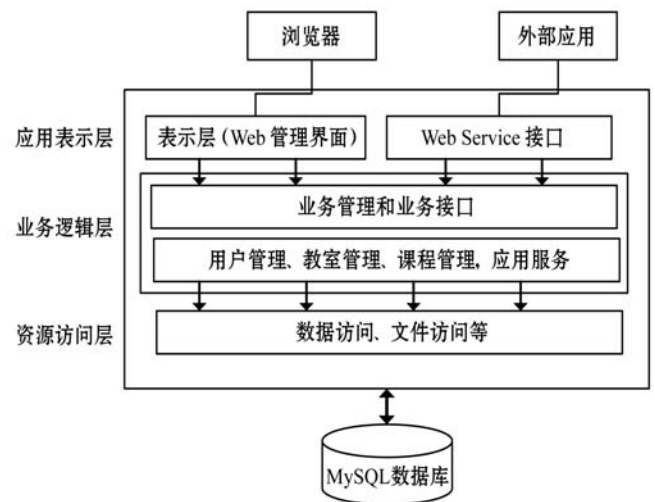 浏览器
外部应用
应用表示层
表示层(Web 管理界面)
Web Service 接口
业务逻辑层
业务管理和业务接口
用户管理、教室管理、课程管理,应用服务
资源访问层
数据访问、文件访问等
MySQL数据库